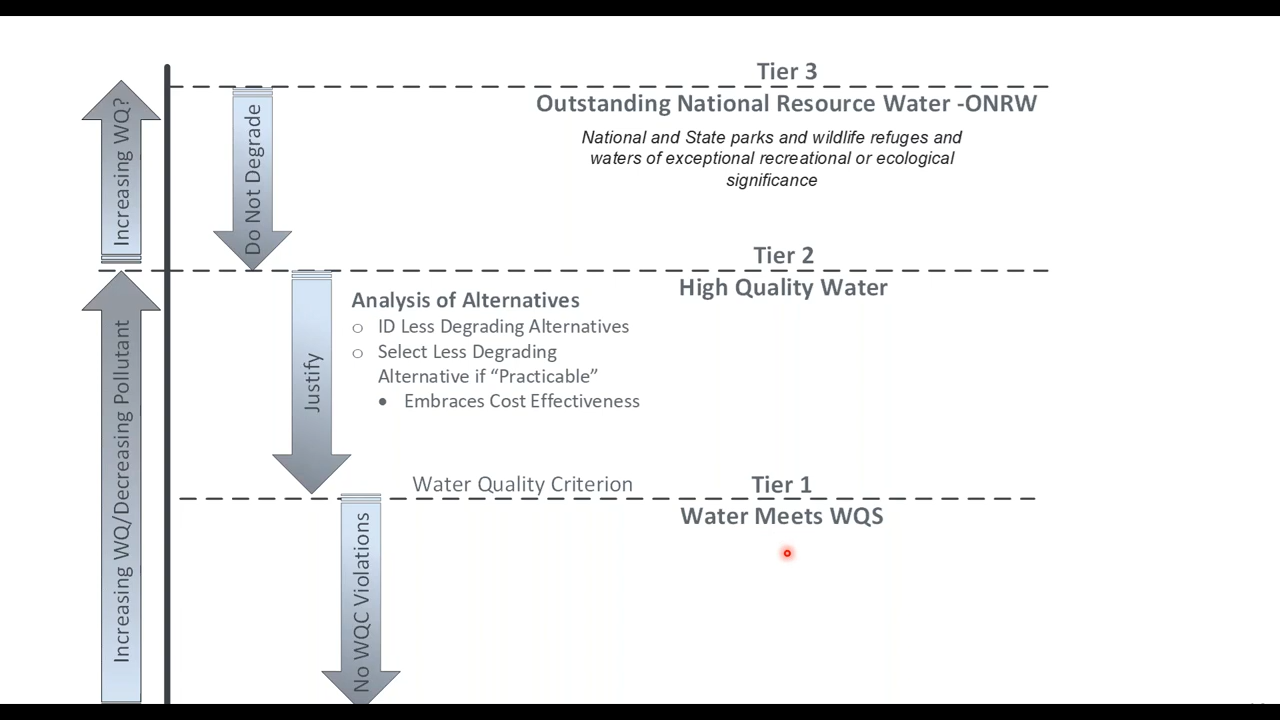 Tier 3
Outstanding National Resource Water -ONRW
National and State parks and wildlife refuges and
waters of exceptional recreational or ecological
significance
Increasing WQ?
Do Not Degrade
Tier 2
High Quality Water
Analysis of Alternatives
○ ID Less Degrading Alternatives
○ Select Less Degrading
Alternative if “Practicable”
• Embraces Cost Effectiveness
Justify
Increasing WQ/Decreasing Pollutant
Water Quality Criterion
Tier 1
Water Meets WQS
No WQC Violations